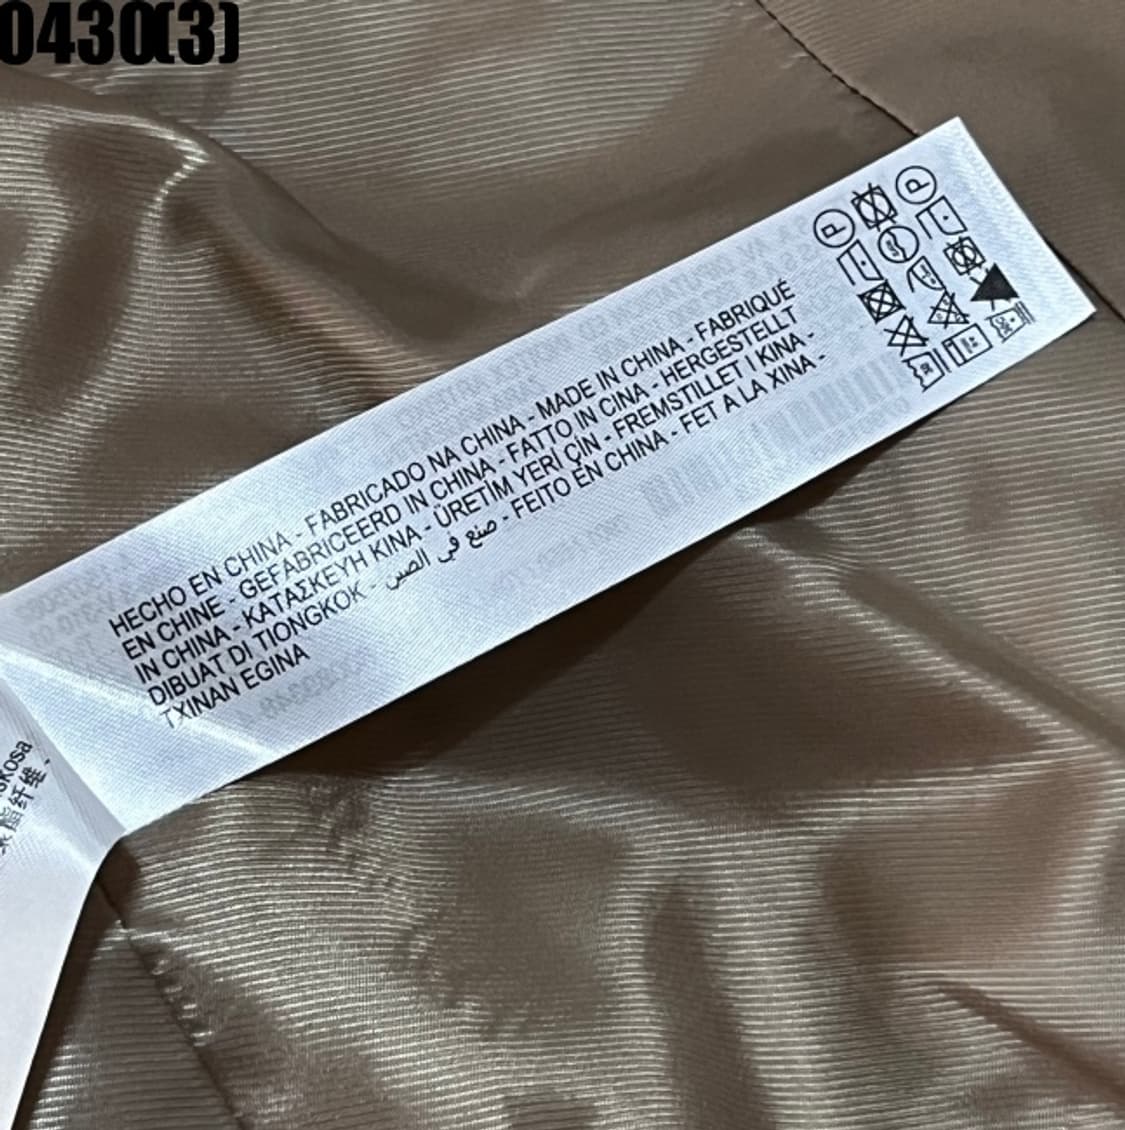 0430(3)
HECHO EN CHINA - FABRICADO NA CHINA - MADE IN CHINA - FABRIQUÉ
EN CHINE - GEFABRICEERD IN CHINA - FATTO IN CINA - HERGESTELLT
IN CHINA - ΚΑΤΑΣΚΕΥΗ ΚΙΝΑ - ÜRETİM YERİ ÇİN - FREMSTILLET I KINA -
DIBUAT DI TIONGKOK - صنع في الصين - FEITO EN CHINA - FET A LA XINA -
TXINAN EGINA